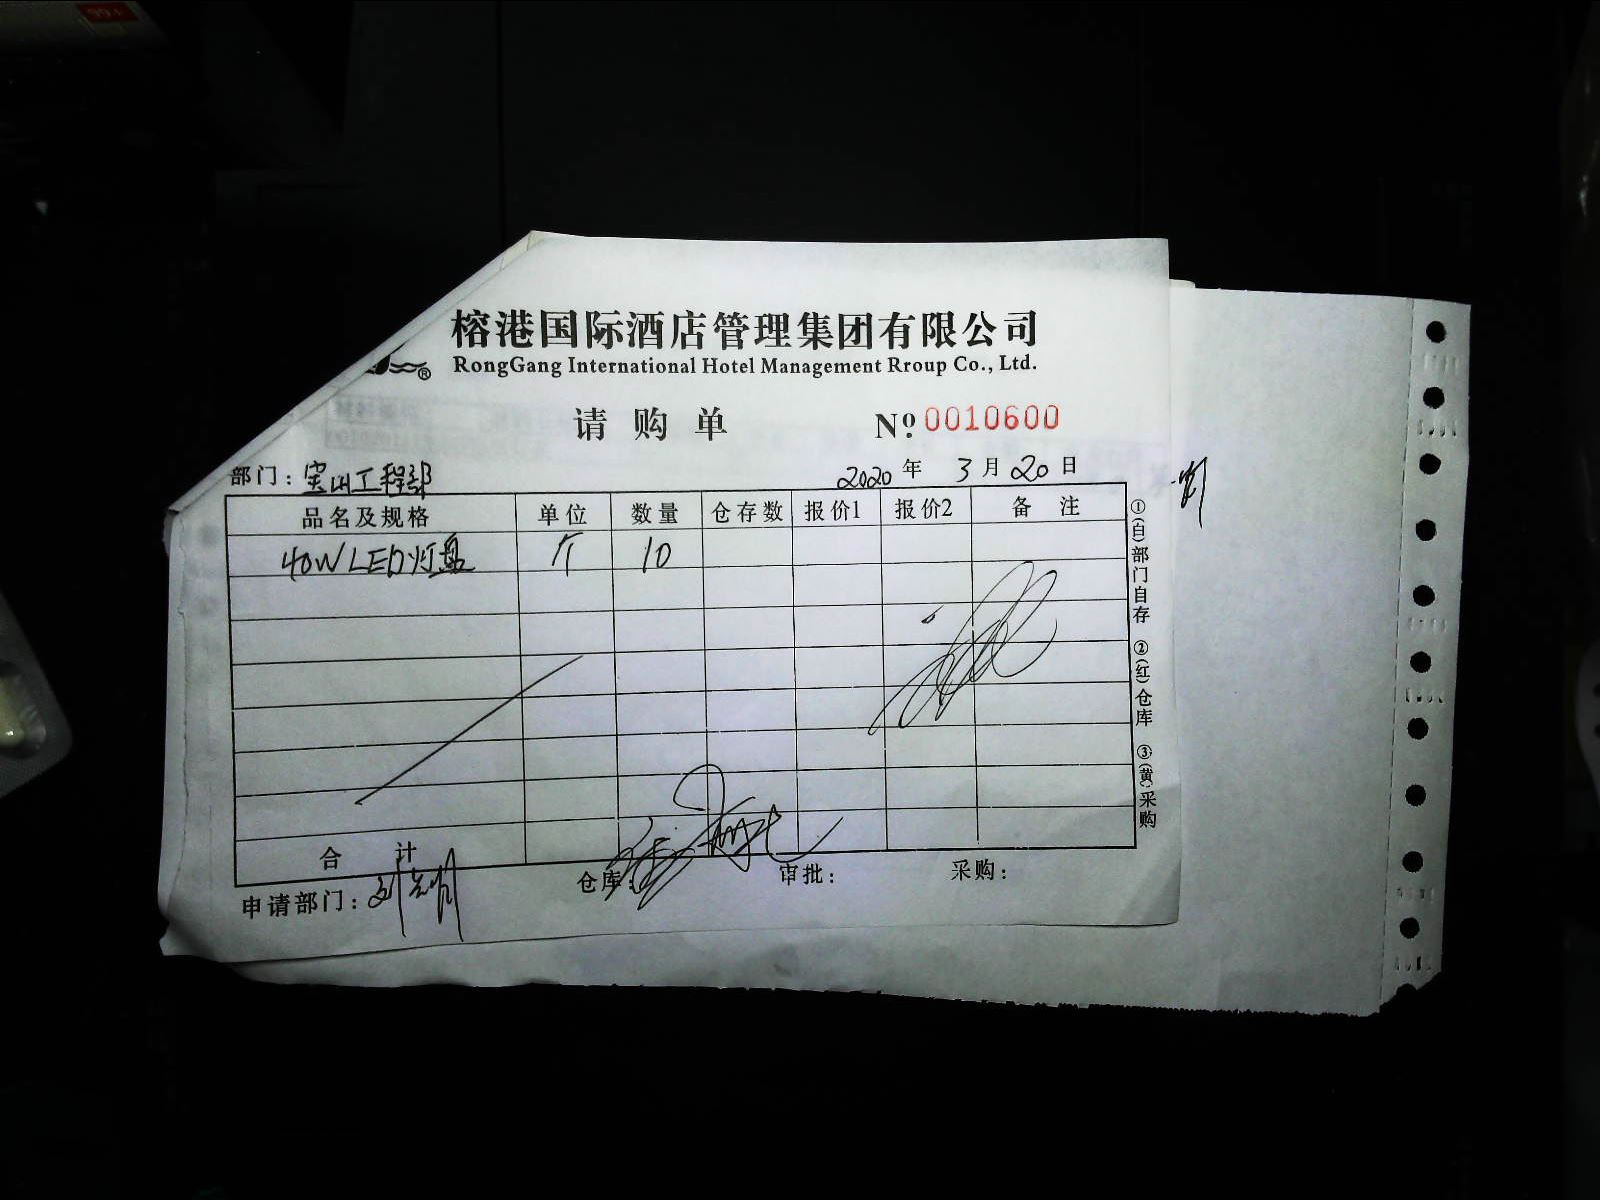 榕港国际酒店管理集团有限公司
RongGang International Hotel Management Rroup Co., Ltd.
请购单 Nº 0010600
部门：宝山工程部 2020年3月20日
品名及规格 单位 数量 仓存数 报价1 报价2 备注
40W LED灯盘 个 10
合计
申请部门： 仓库： 审批： 采购：
①(白)部门自存 ②(红)仓库 ③(黄)采购
99+